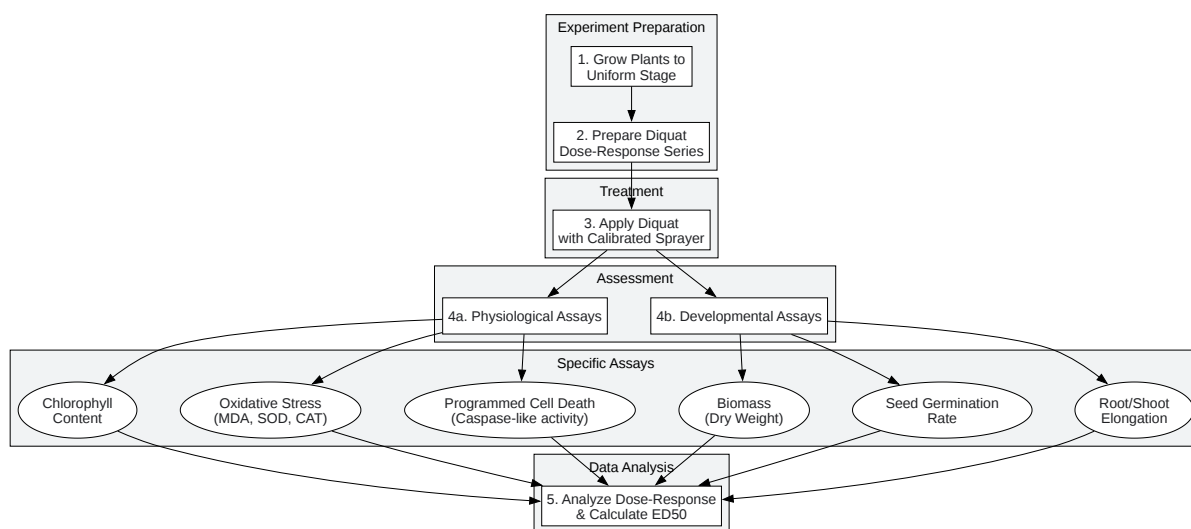 Experiment Preparation
1. Grow Plants to
Uniform Stage
2. Prepare Diquat
Dose-Response Series
Treatment
3. Apply Diquat
with Calibrated Sprayer
Assessment
4a. Physiological Assays
4b. Developmental Assays
Specific Assays
Chlorophyll
Content
Oxidative Stress
(MDA, SOD, CAT)
Programmed Cell Death
(Caspase-like activity)
Biomass
(Dry Weight)
Seed Germination
Rate
Root/Shoot
Elongation
Data Analysis
5. Analyze Dose-Response
& Calculate ED50